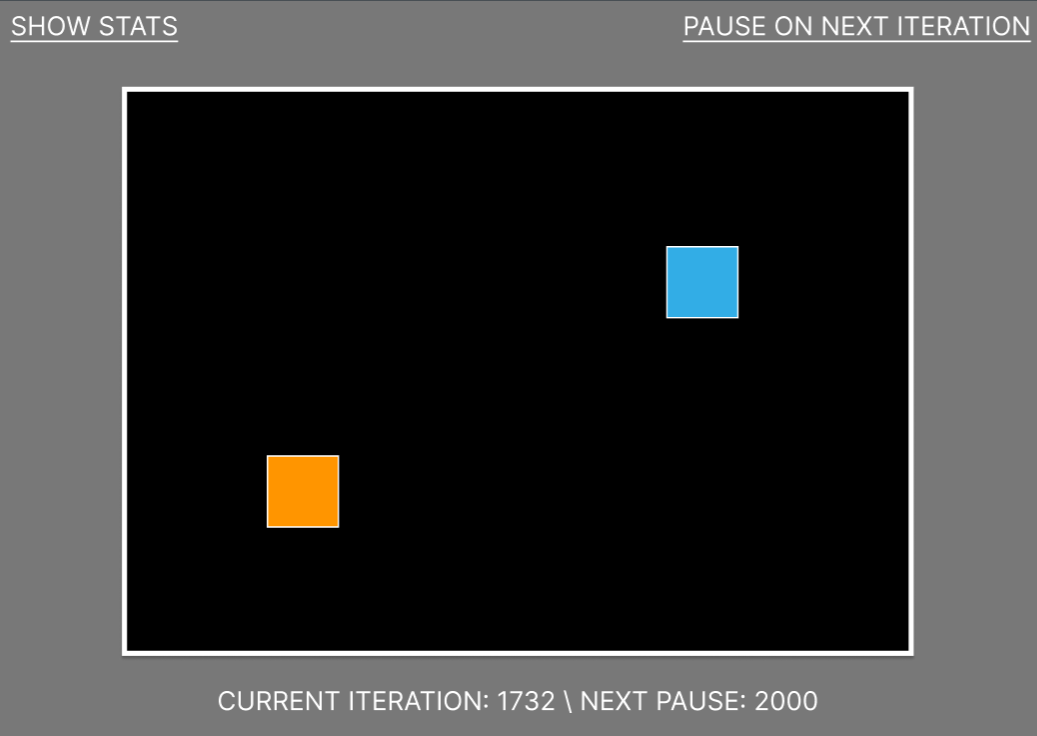 SHOW STATS
PAUSE ON NEXT ITERATION
CURRENT ITERATION: 1732 \ NEXT PAUSE: 2000